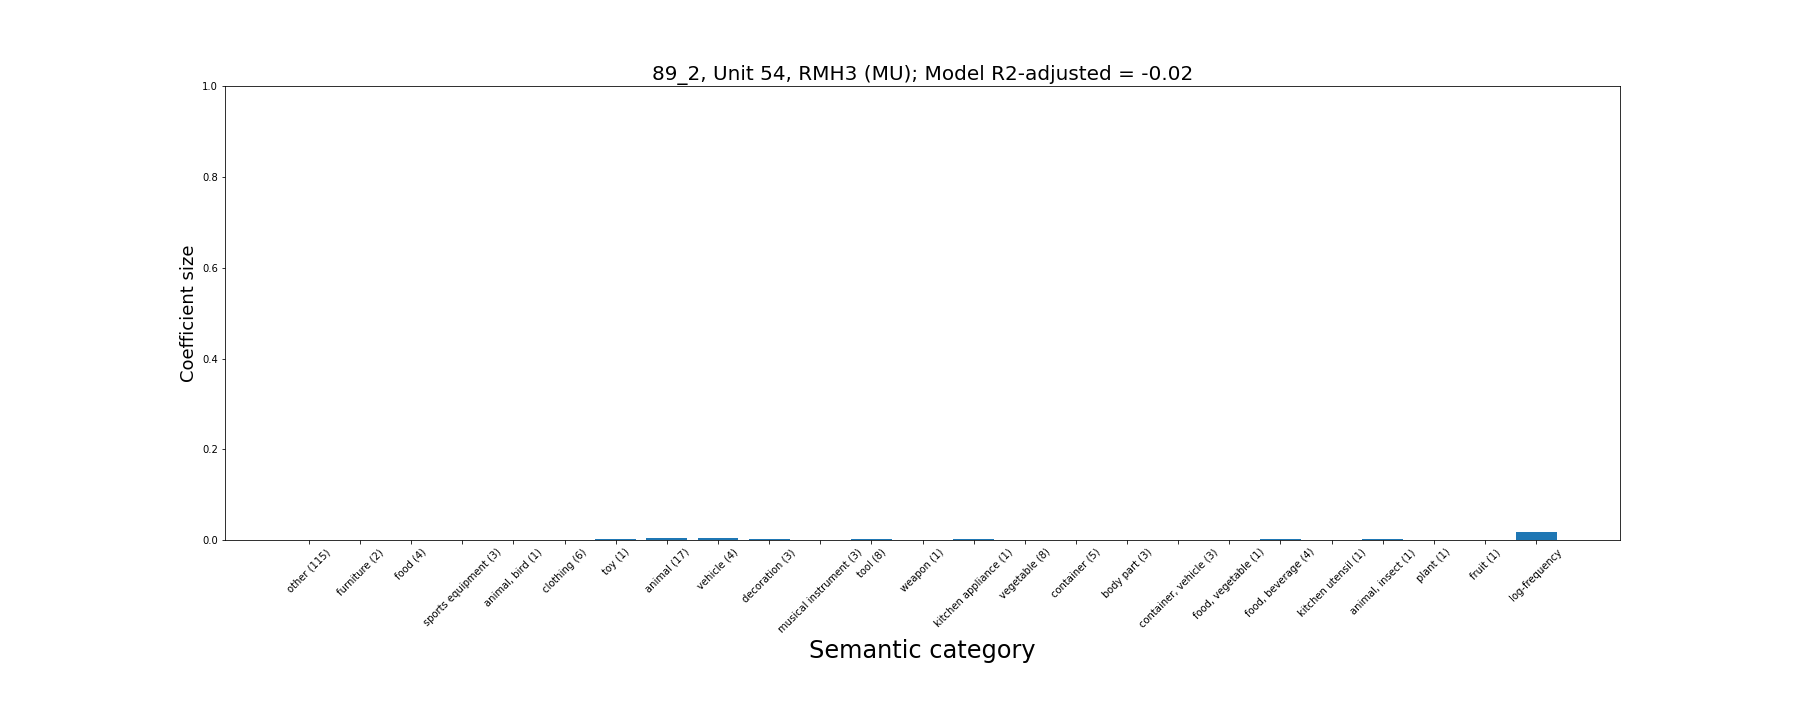 89_2, Unit 54, RMH3 (MU); Model R2-adjusted = -0.02
Coefficient size
1.0
0.8
0.6
0.4
0.2
0.0
other (115)
furniture (2)
food (4)
sports equipment (3)
animal, bird (1)
clothing (6)
toy (1)
animal (17)
vehicle (4)
decoration (3)
musical instrument (3)
tool (8)
weapon (1)
kitchen appliance (1)
vegetable (8)
container (5)
body part (3)
container, vehicle (3)
food, vegetable (1)
food, beverage (4)
kitchen utensil (1)
animal, insect (1)
plant (1)
fruit (1)
log-frequency
Semantic category